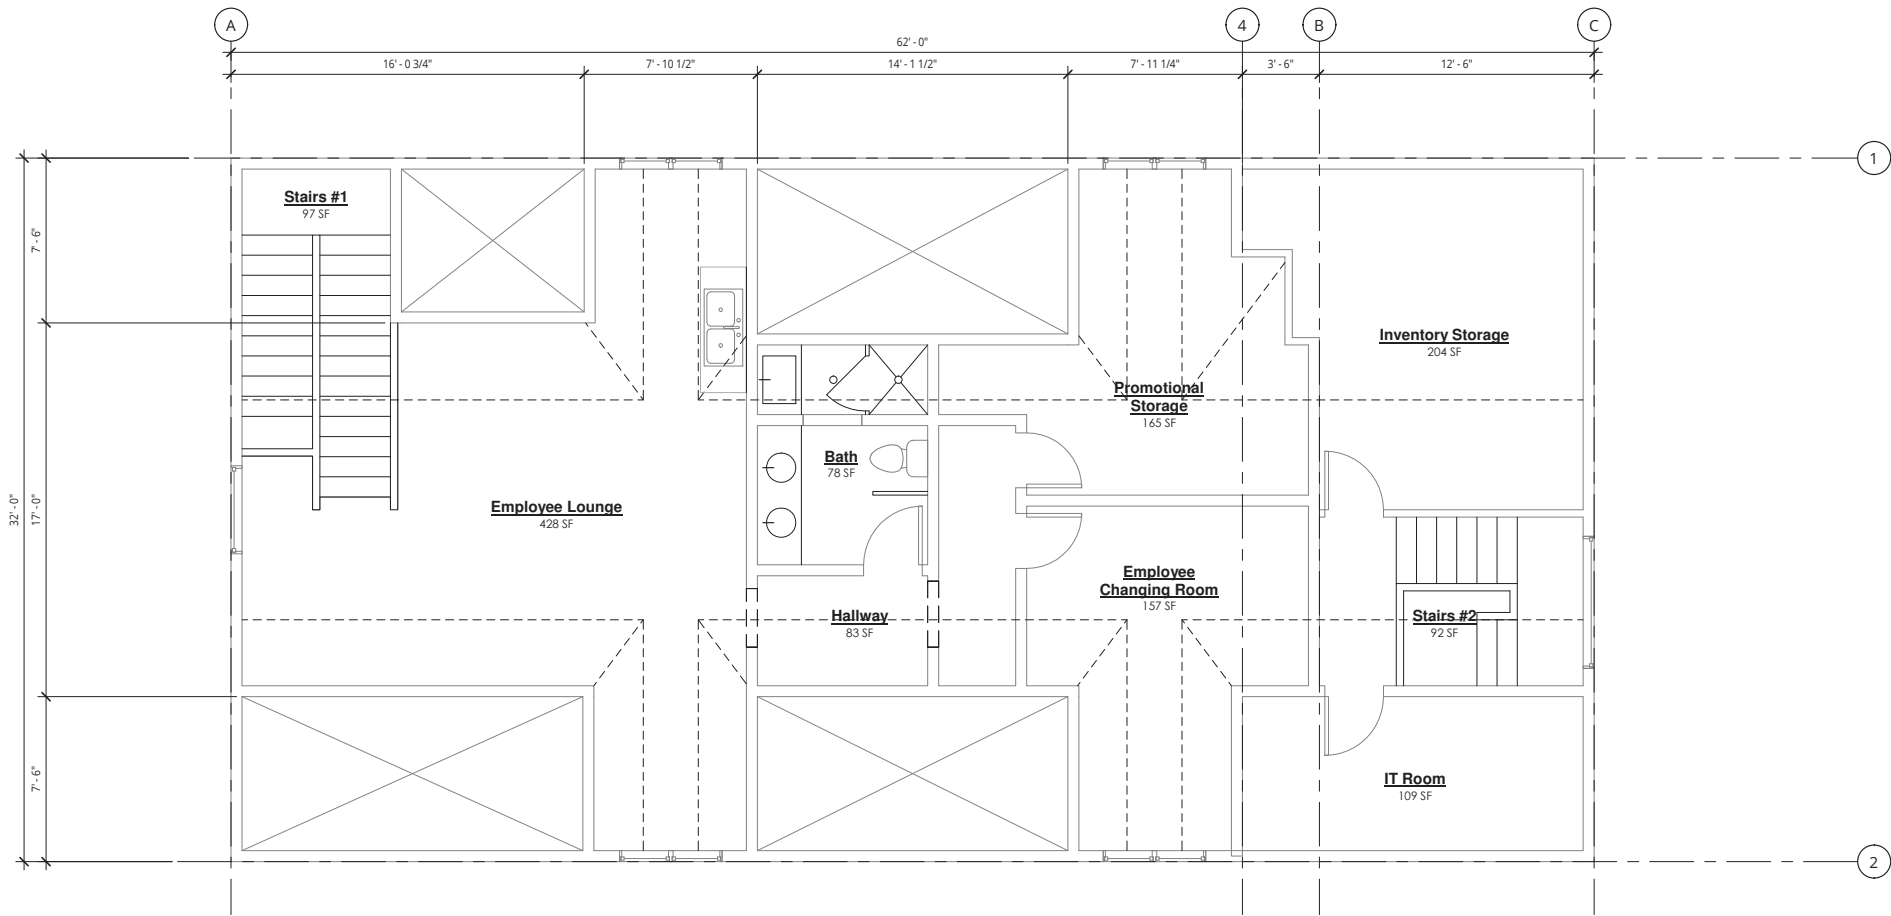 A
4
B
C
62' - 0"
16' - 0 3/4"
7' - 10 1/2"
14' - 1 1/2"
7' - 11 1/4"
3' - 6"
12' - 6"
1
Stairs #1
97 SF
7' - 6"
Inventory Storage
204 SF
Promotional
Storage
165 SF
Bath
78 SF
32' - 0"
17' - 0"
Employee Lounge
428 SF
Employee
Changing Room
157 SF
Hallway
83 SF
Stairs #2
92 SF
7' - 6"
IT Room
109 SF
2